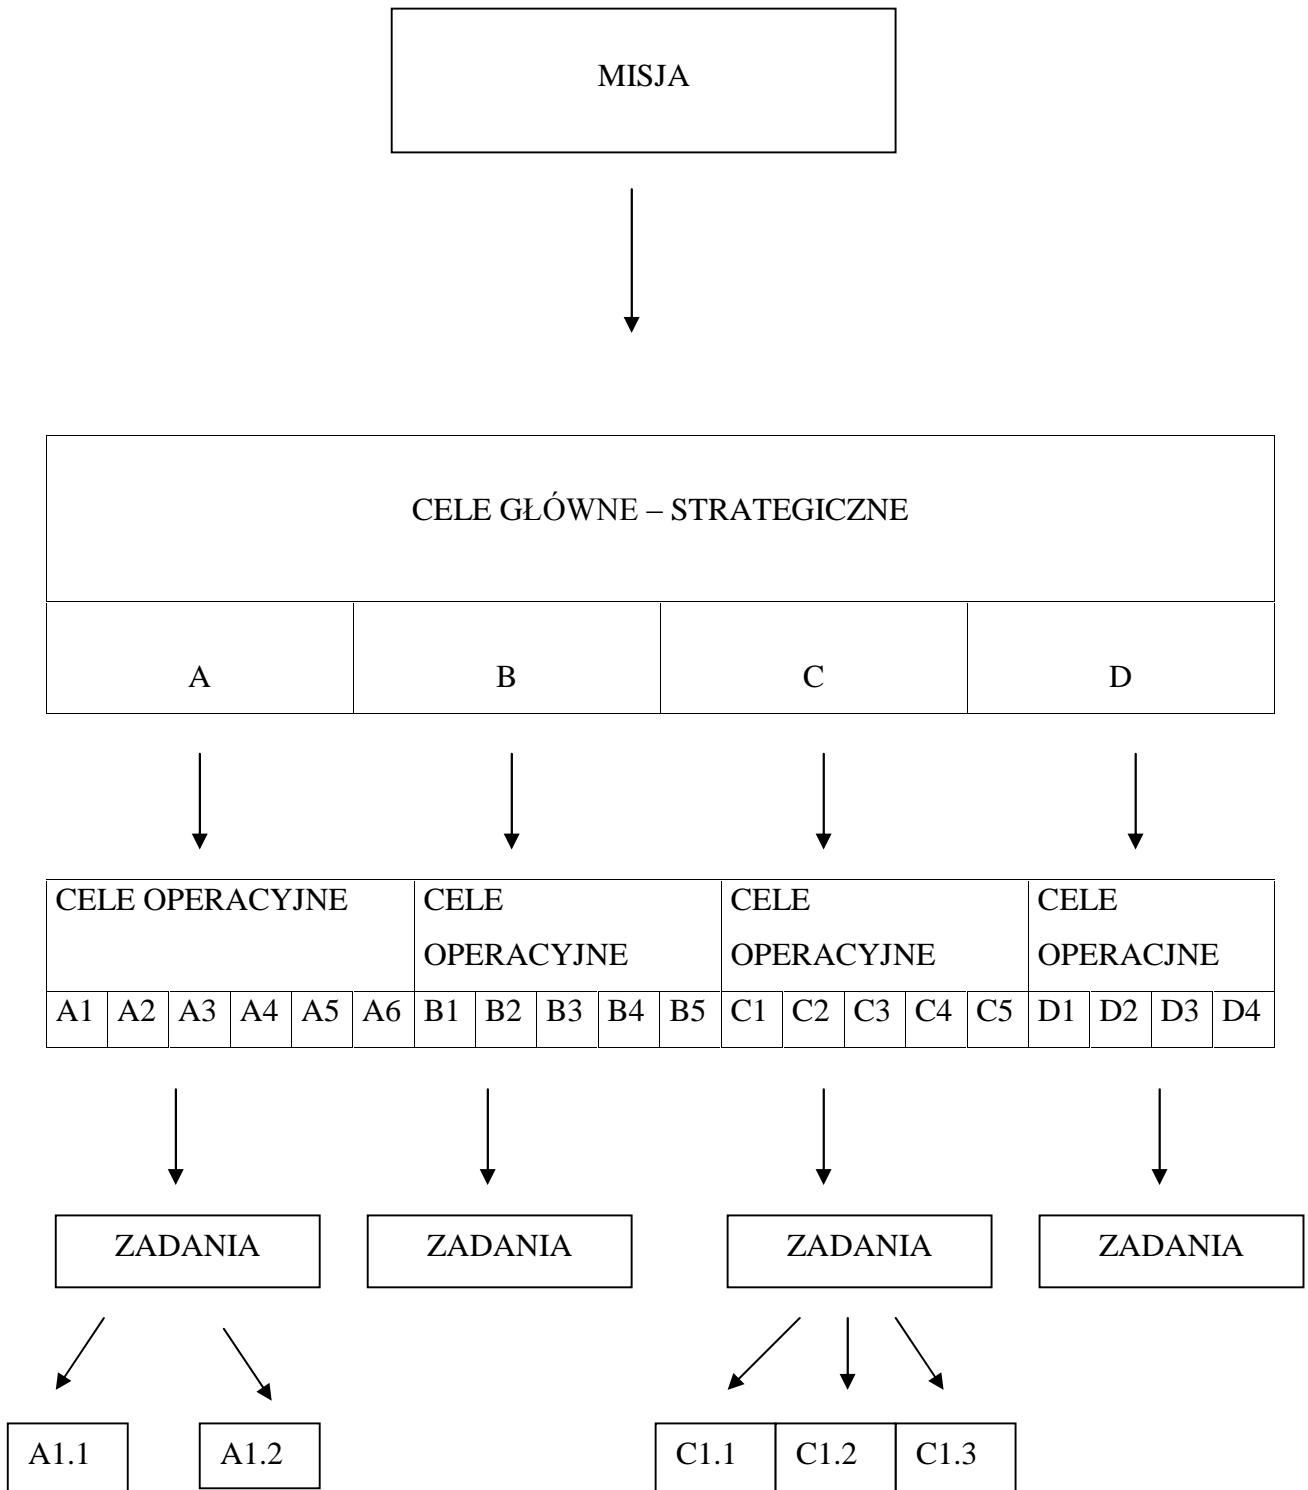 MISJA
CELE GŁÓWNE – STRATEGICZNE
A B C D
CELE OPERACYJNE CELE CELE CELE
OPERACYJNE OPERACYJNE OPERACJNE
A1 A2 A3 A4 A5 A6 B1 B2 B3 B4 B5 C1 C2 C3 C4 C5 D1 D2 D3 D4
ZADANIA ZADANIA ZADANIA ZADANIA
A1.1 A1.2 C1.1 C1.2 C1.3